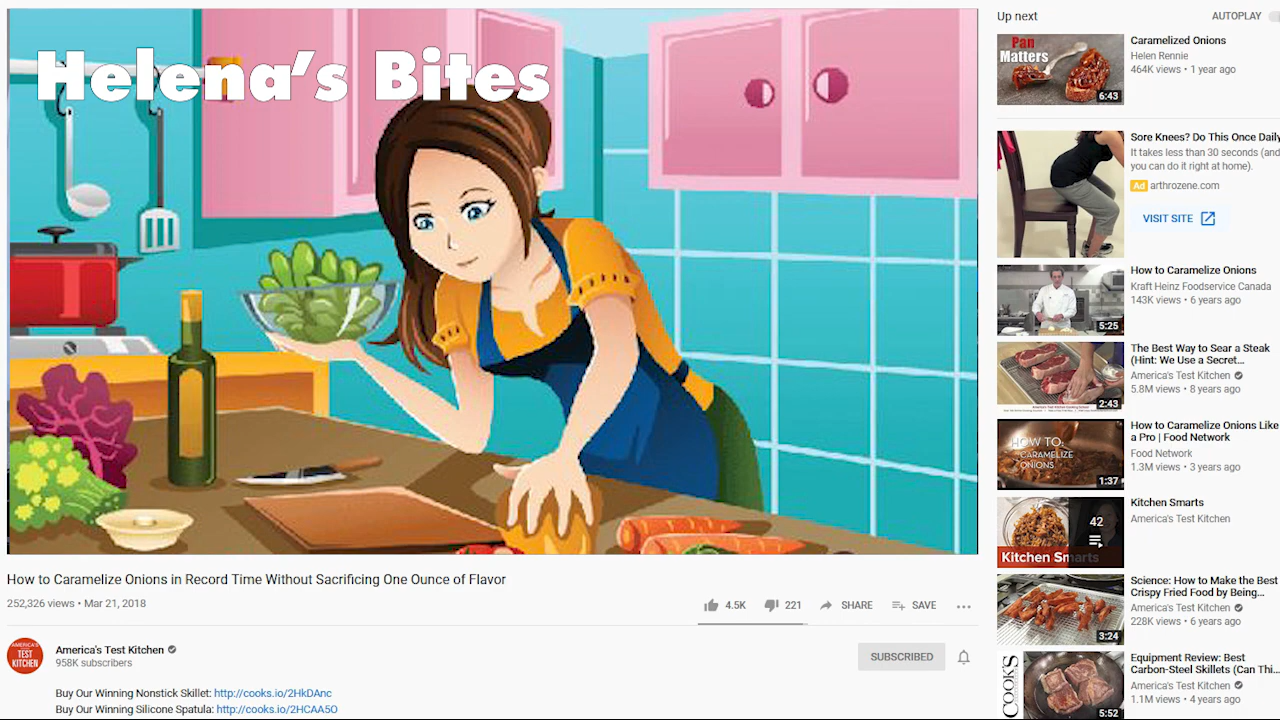 Helena's Bites
How to Caramelize Onions in Record Time Without Sacrificing One Ounce of Flavor
252,326 views • Mar 21, 2018
4.5K
221
SHARE
SAVE
AMERICA'S
TEST
KITCHEN
America's Test Kitchen
958K subscribers
SUBSCRIBED
Buy Our Winning Nonstick Skillet: http://cooks.io/2HkDAnc
Buy Our Winning Silicone Spatula: http://cooks.io/2HCAA5O
Up next
AUTOPLAY
Pan
Matters
6:43
Caramelized Onions
Helen Rennie
464K views • 1 year ago
Sore Knees? Do This Once Daily
It takes less than 30 seconds (and
you can do it right at home).
Ad arthrozene.com
VISIT SITE
5:25
How to Caramelize Onions
Kraft Heinz Foodservice Canada
143K views • 6 years ago
2:43
The Best Way to Sear a Steak
(Hint: We Use a Secret...
America's Test Kitchen
5.8M views • 8 years ago
HOW TO:
CARAMELIZE
ONIONS
1:37
How to Caramelize Onions Like
a Pro | Food Network
Food Network
1.3M views • 3 years ago
42
Kitchen Smarts
Kitchen Smarts
America's Test Kitchen
3:24
Science: How to Make the Best
Crispy Fried Food by Being...
America's Test Kitchen
228K views • 6 years ago
COOK'S
5:52
Equipment Review: Best
Carbon-Steel Skillets (Can Thi...
America's Test Kitchen
1.1M views • 4 years ago